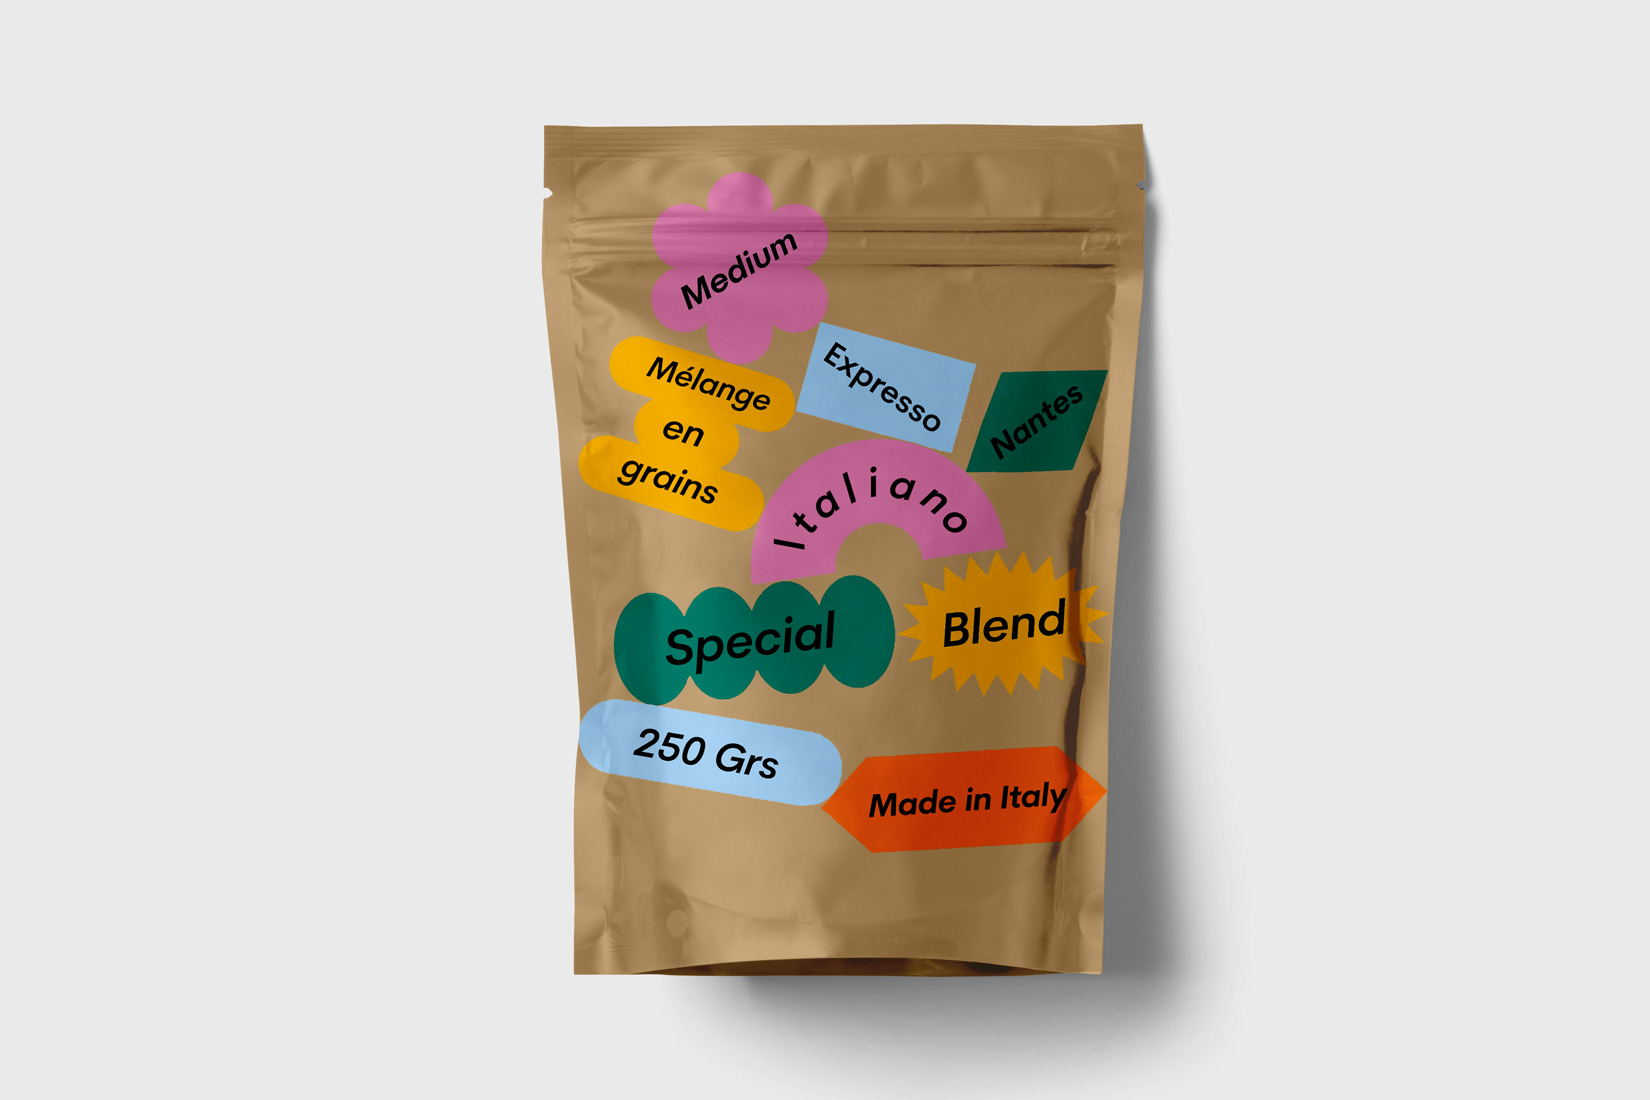 Medium
Expresso
Nantes
Mélange
en
grains
Italiano
Special
Blend
250 Grs
Made in Italy